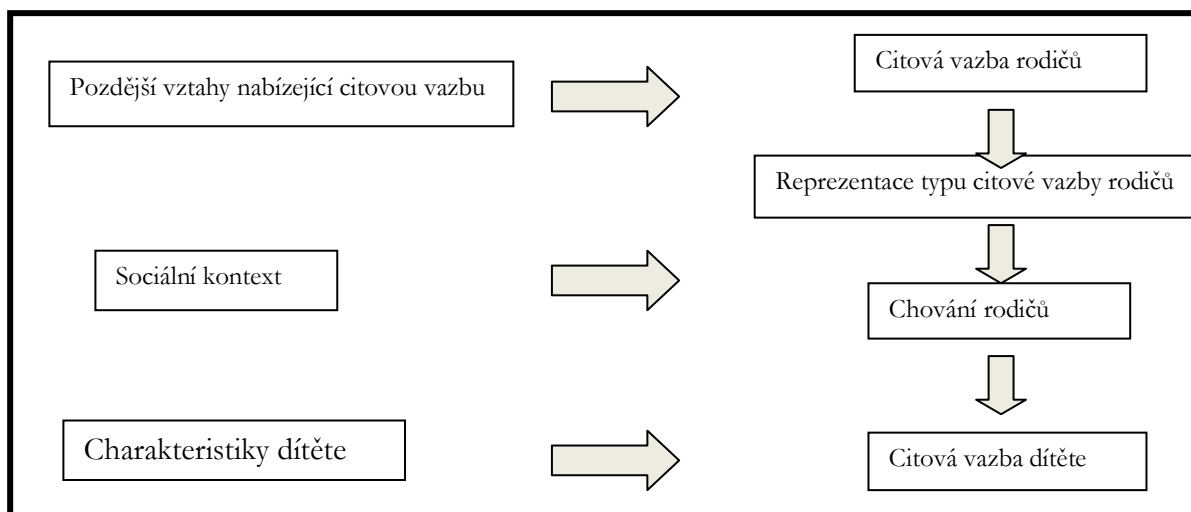 Pozdější vztahy nabízející citovou vazbu
Citová vazba rodičů
Reprezentace typu citové vazby rodičů
Sociální kontext
Chování rodičů
Charakteristiky dítěte
Citová vazba dítěte